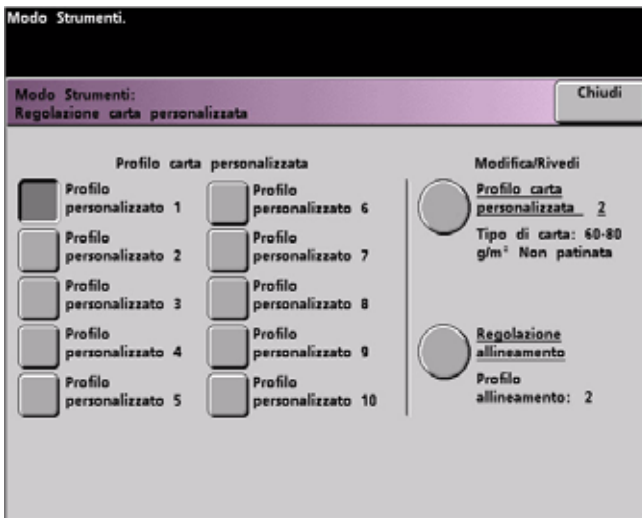 Modo Strumenti.
Modo Strumenti:
Regolazione carta personalizzata
Chiudi
Profilo carta personalizzata
Profilo
personalizzato 1
Profilo
personalizzato 2
Profilo
personalizzato 3
Profilo
personalizzato 4
Profilo
personalizzato 5
Profilo
personalizzato 6
Profilo
personalizzato 7
Profilo
personalizzato 8
Profilo
personalizzato 9
Profilo
personalizzato 10
Modifica/Rivedi
Profilo carta
personalizzata 2
Tipo di carta: 60-80
g/m² Non patinata
Regolazione
allineamento
Profilo
allineamento: 2